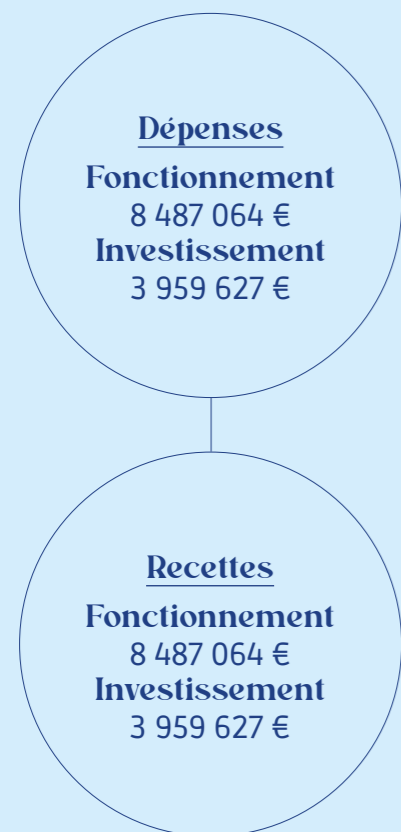 Dépenses
Fonctionnement
8 487 064 €
Investissement
3 959 627 €
Recettes
Fonctionnement
8 487 064 €
Investissement
3 959 627 €